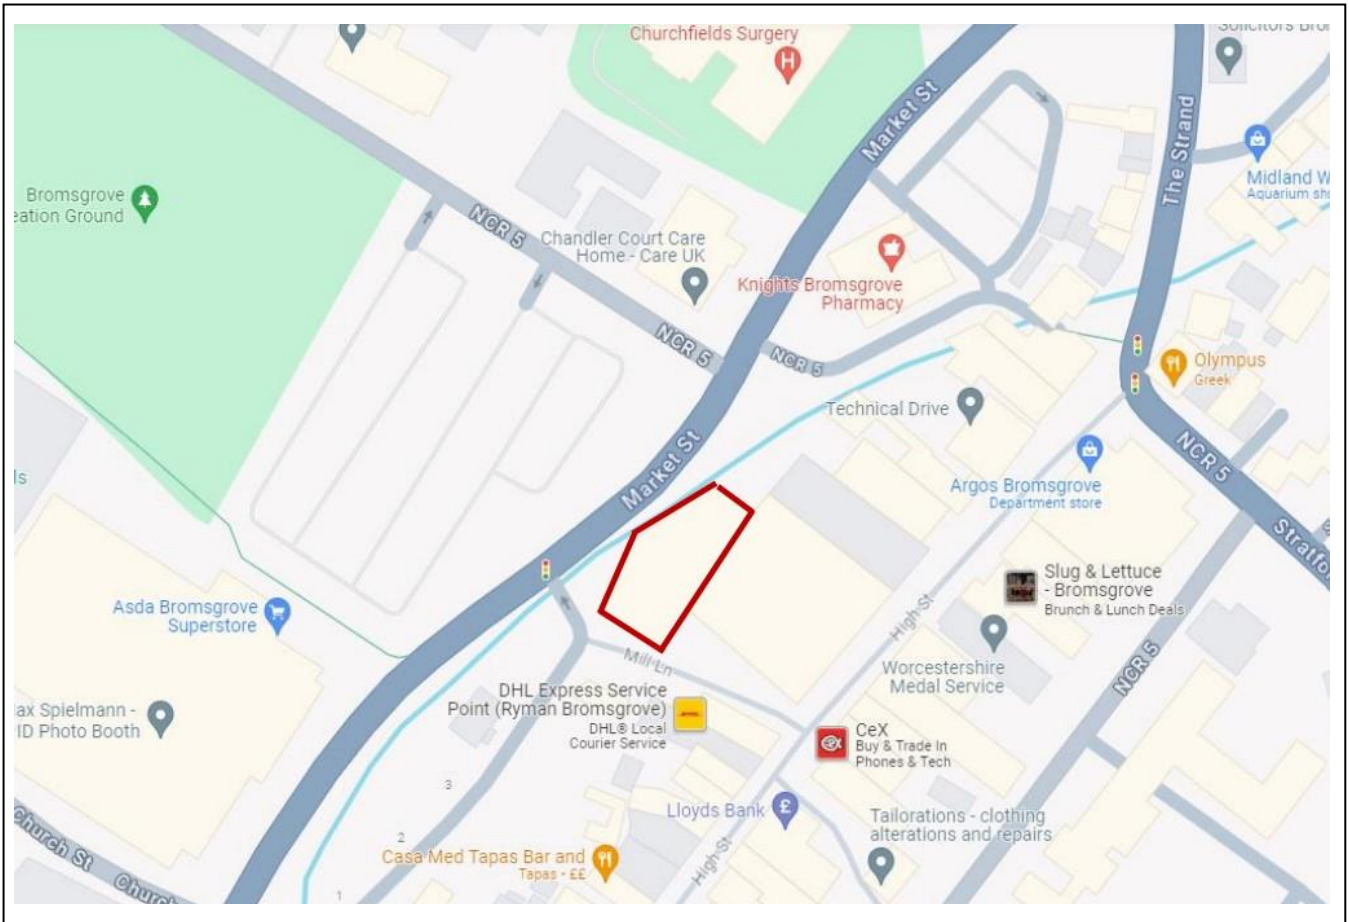 Churchfields Surgery
Solicitors Bro
Market St
The Strand
Midland W
Aquarium sho
Bromsgrove
eation Ground
NCR 5
Chandler Court Care
Home - Care UK
Knights Bromsgrove
Pharmacy
NCR 5
NCR 5
Olympus
Greek
Technical Drive
NCR 5
Market St
ls
Argos Bromsgrove
Department store
Stratfo
Slug & Lettuce
- Bromsgrove
Brunch & Lunch Deals
Asda Bromsgrove
Superstore
High St
Mill Ln
Worcestershire
Medal Service
NCR 5
DHL Express Service
Point (Ryman Bromsgrove)
DHL® Local
Courier Service
ax Spielmann -
ID Photo Booth
CeX
Buy & Trade In
Phones & Tech
3
Lloyds Bank
Tailorations - clothing
alterations and repairs
2
Church St
Casa Med Tapas Bar and
Tapas - ££
High St
Church
1